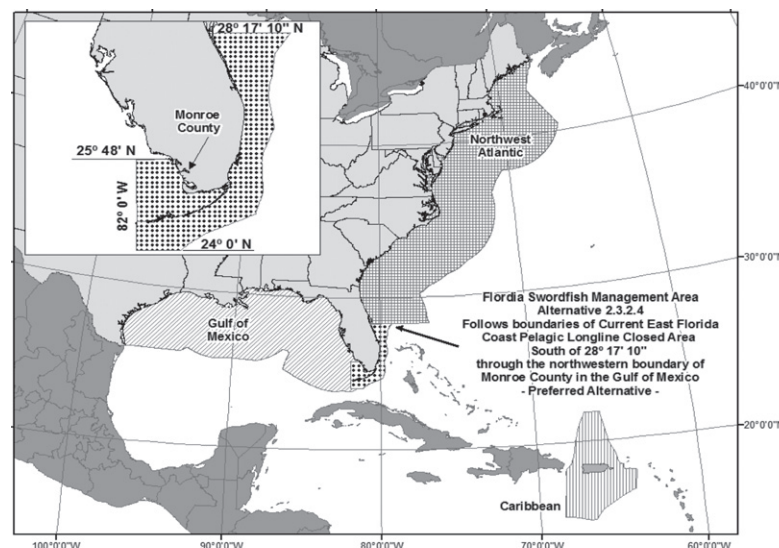 28° 17' 10" N
Monroe
County
25° 48' N
82° 0' W
24° 0' N
Northwest
Atlantic
40°0'0"N
30°0'0"N
Flordia Swordfish Management Area
Alternative 2.3.2.4
Follows boundaries of Current East Florida
Coast Pelagic Longline Closed Area
South of 28° 17' 10"
through the northwestern boundary of
Monroe County in the Gulf of Mexico
- Preferred Alternative -
Gulf of
Mexico
20°0'0"N
Caribbean
100°0'0"W
90°0'0"W
80°0'0"W
70°0'0"W
60°0'0"W